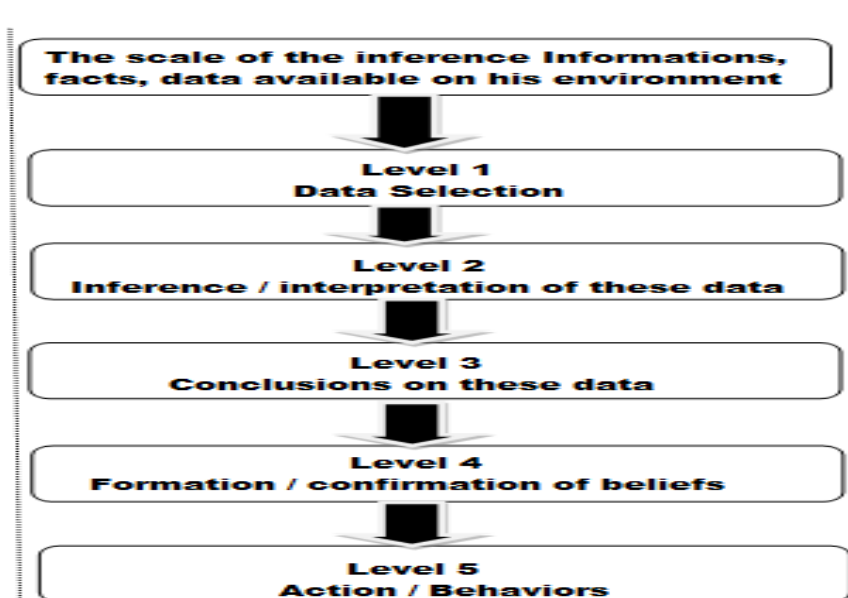 The scale of the inference Informations,
facts, data available on his environment
Level 1
Data Selection
Level 2
Inference / interpretation of these data
Level 3
Conclusions on these data
Level 4
Formation / confirmation of beliefs
Level 5
Action / Behaviors